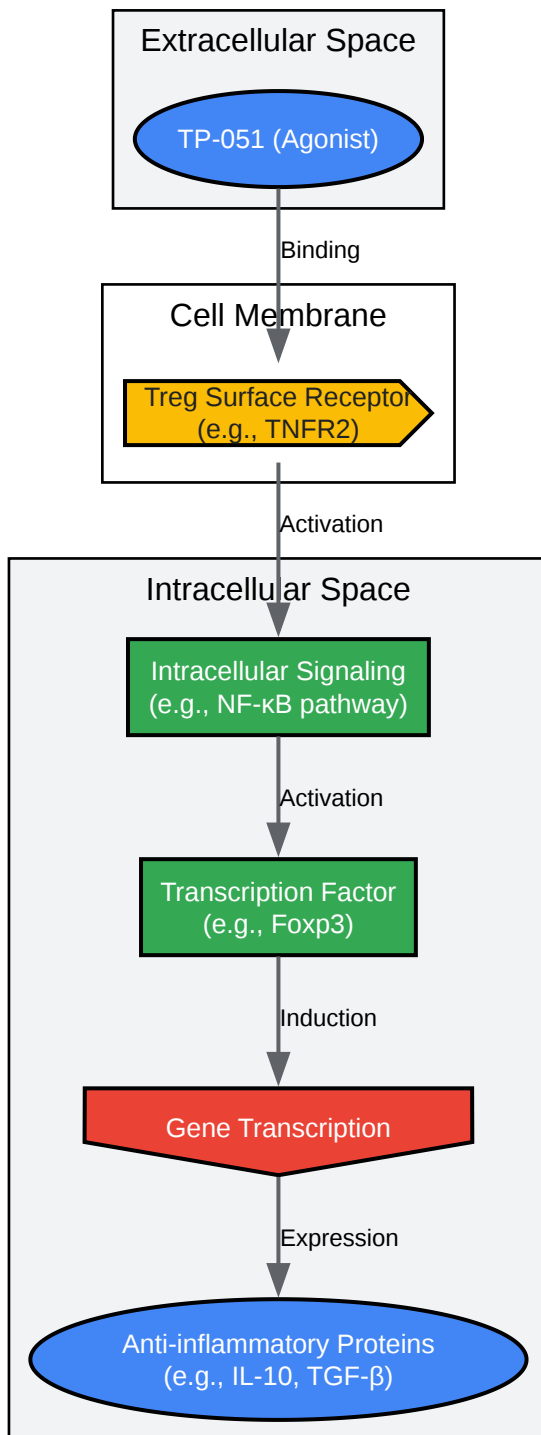 Extracellular Space
TP-051 (Agonist)
Binding
Cell Membrane
Treg Surface Receptor
(e.g., TNFR2)
Activation
Intracellular Space
Intracellular Signaling
(e.g., NF-κB pathway)
Activation
Transcription Factor
(e.g., Foxp3)
Induction
Gene Transcription
Expression
Anti-inflammatory Proteins
(e.g., IL-10, TGF-β)